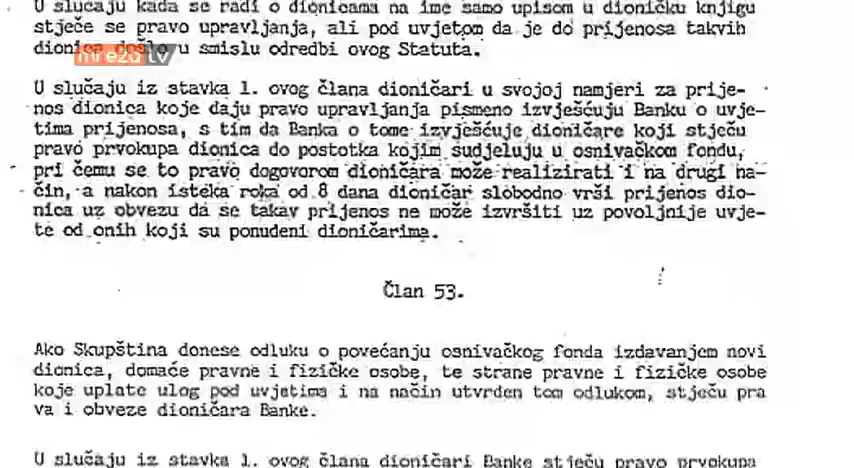 U slučaju kada se radi o dionicama na ime samo upisom u dioničku knjigu
stječe se pravo upravljanja, ali pod uvjetom da je do prijenosa takvih
dionica došlo u smislu odredbi ovog Statuta.
mreža tv
U slučaju iz stavka 1. ovog člana dioničari u svojoj namjeri za prije-
nos dionica koje daju pravo upravljanja pismeno izvješćuju Banku o uvje-
tima prijenosa, s tim da Banka o tome izvješćuje dioničare koji stječu
pravo prvokupa dionica do postotka kojim sudjeluju u osnivačkom fondu,
pri čemu se to pravo dogovorom dioničara može realizirati i na drugi na-
čin, a nakon isteka roka od 8 dana dioničar slobodno vrši prijenos dio-
nica uz obvezu da se takav prijenos ne može izvršiti uz povoljnije uvje-
te od onih koji su ponuđeni dioničarima.
Član 53.
Ako Skupština donese odluku o povećanju osnivačkog fonda izdavanjem novi
dionica, domaće pravne i fizičke osobe, te strane pravne i fizičke osobe
koje uplate ulog pod uvjetima i na način utvrđen tom odlukom, stječu pra
va i obveze dioničara Banke.
U slučaju iz stavka 1. ovog člana dioničari Banke stječu pravo prvokupa